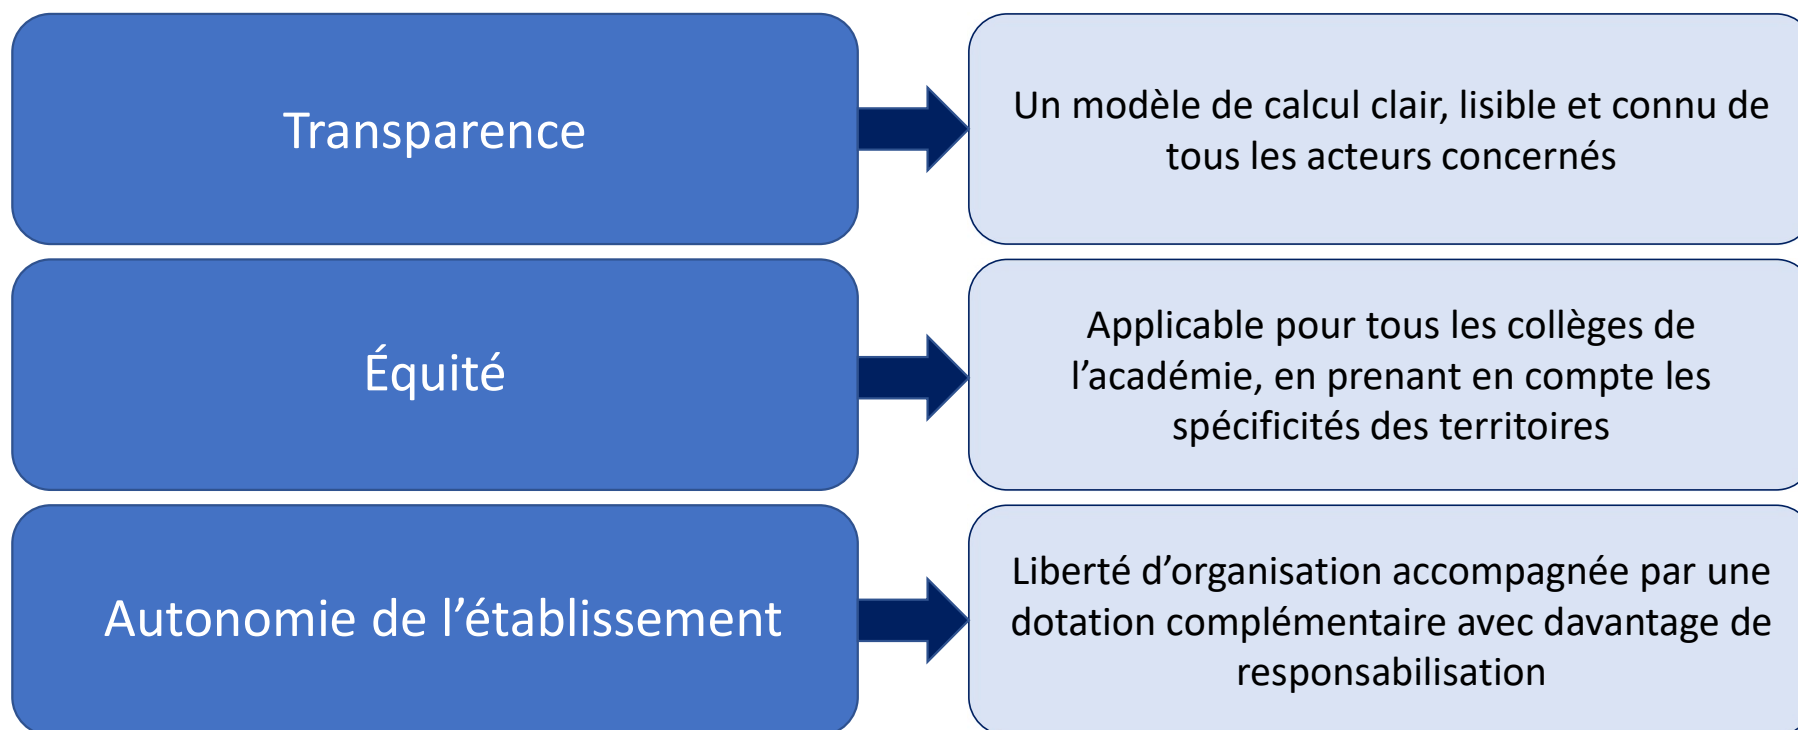 Transparence
Un modèle de calcul clair, lisible et connu de
tous les acteurs concernés
Équité
Applicable pour tous les collèges de
l’académie, en prenant en compte les
spécificités des territoires
Autonomie de l’établissement
Liberté d’organisation accompagnée par une
dotation complémentaire avec davantage de
responsabilisation